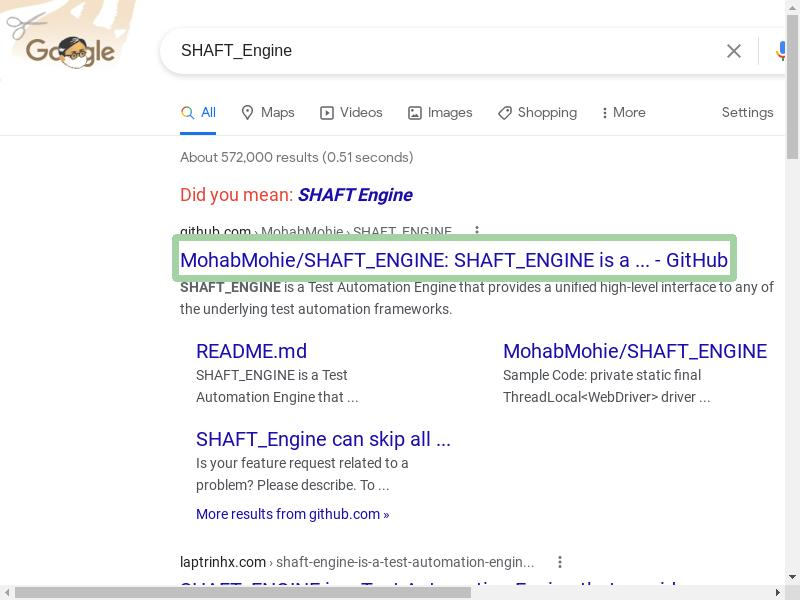 Google
SHAFT_Engine
All Maps Videos Images Shopping More Settings
About 572,000 results (0.51 seconds)
Did you mean: SHAFT Engine
github.com › MohabMohie › SHAFT_ENGINE
MohabMohie/SHAFT_ENGINE: SHAFT_ENGINE is a ... - GitHub
SHAFT_ENGINE is a Test Automation Engine that provides a unified high-level interface to any of
the underlying test automation frameworks.
README.md
SHAFT_ENGINE is a Test
Automation Engine that ...
MohabMohie/SHAFT_ENGINE
Sample Code: private static final
ThreadLocal<WebDriver> driver ...
SHAFT_Engine can skip all ...
Is your feature request related to a
problem? Please describe. To ...
More results from github.com »
laptrinhx.com › shaft-engine-is-a-test-automation-engin...